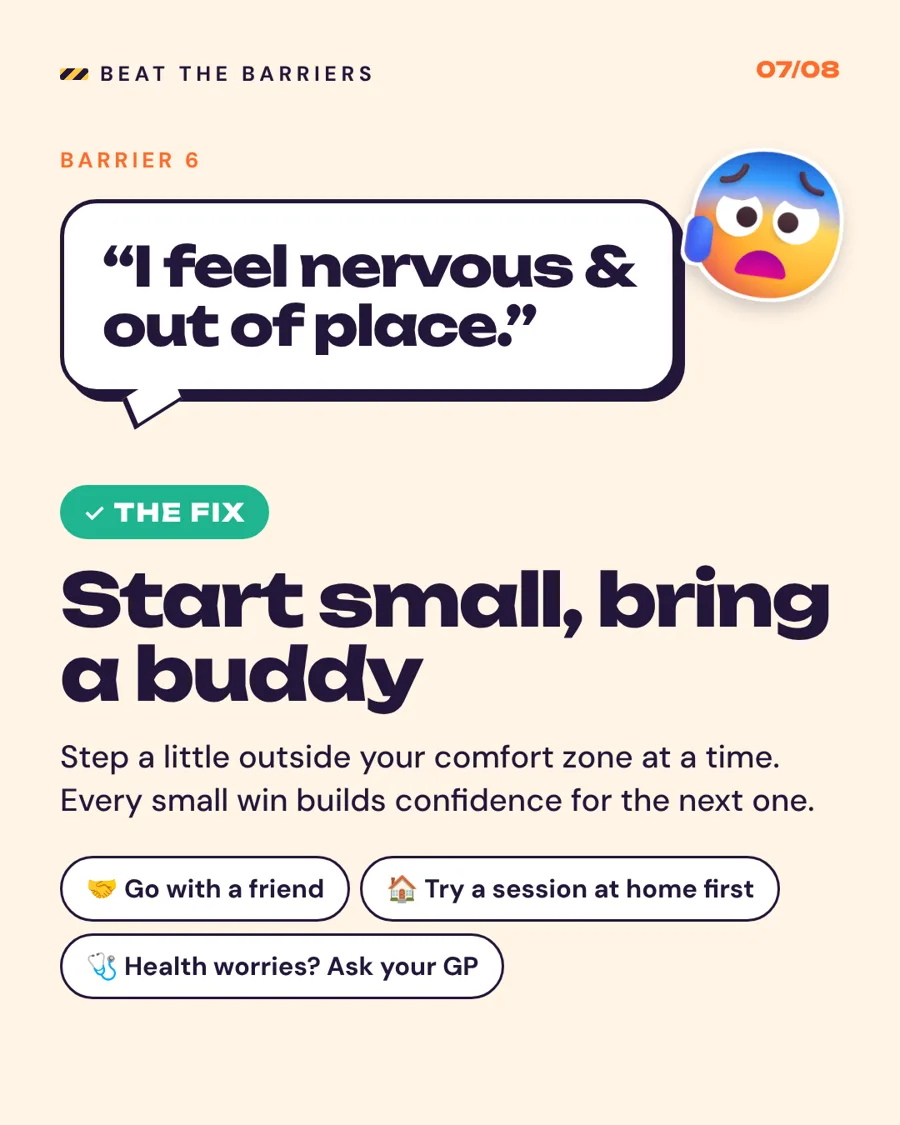 BEAT THE BARRIERS
07/08
BARRIER 6
“I feel nervous &
out of place.”
✓ THE FIX
Start small, bring
a buddy
Step a little outside your comfort zone at a time.
Every small win builds confidence for the next one.
🤝 Go with a friend
🏠 Try a session at home first
🩺 Health worries? Ask your GP